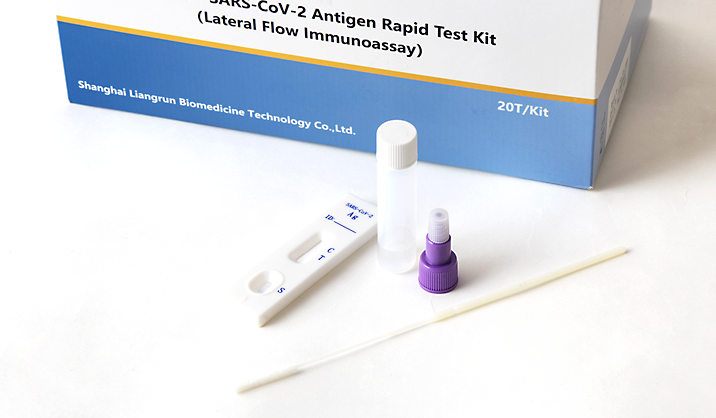 SARS-CoV-2 Antigen Rapid Test Kit
(Lateral Flow Immunoassay)
Shanghai Liangrun Biomedicine Technology Co.,Ltd.
20T/Kit
SARS-CoV-2
Ag
ID:
C
T
S